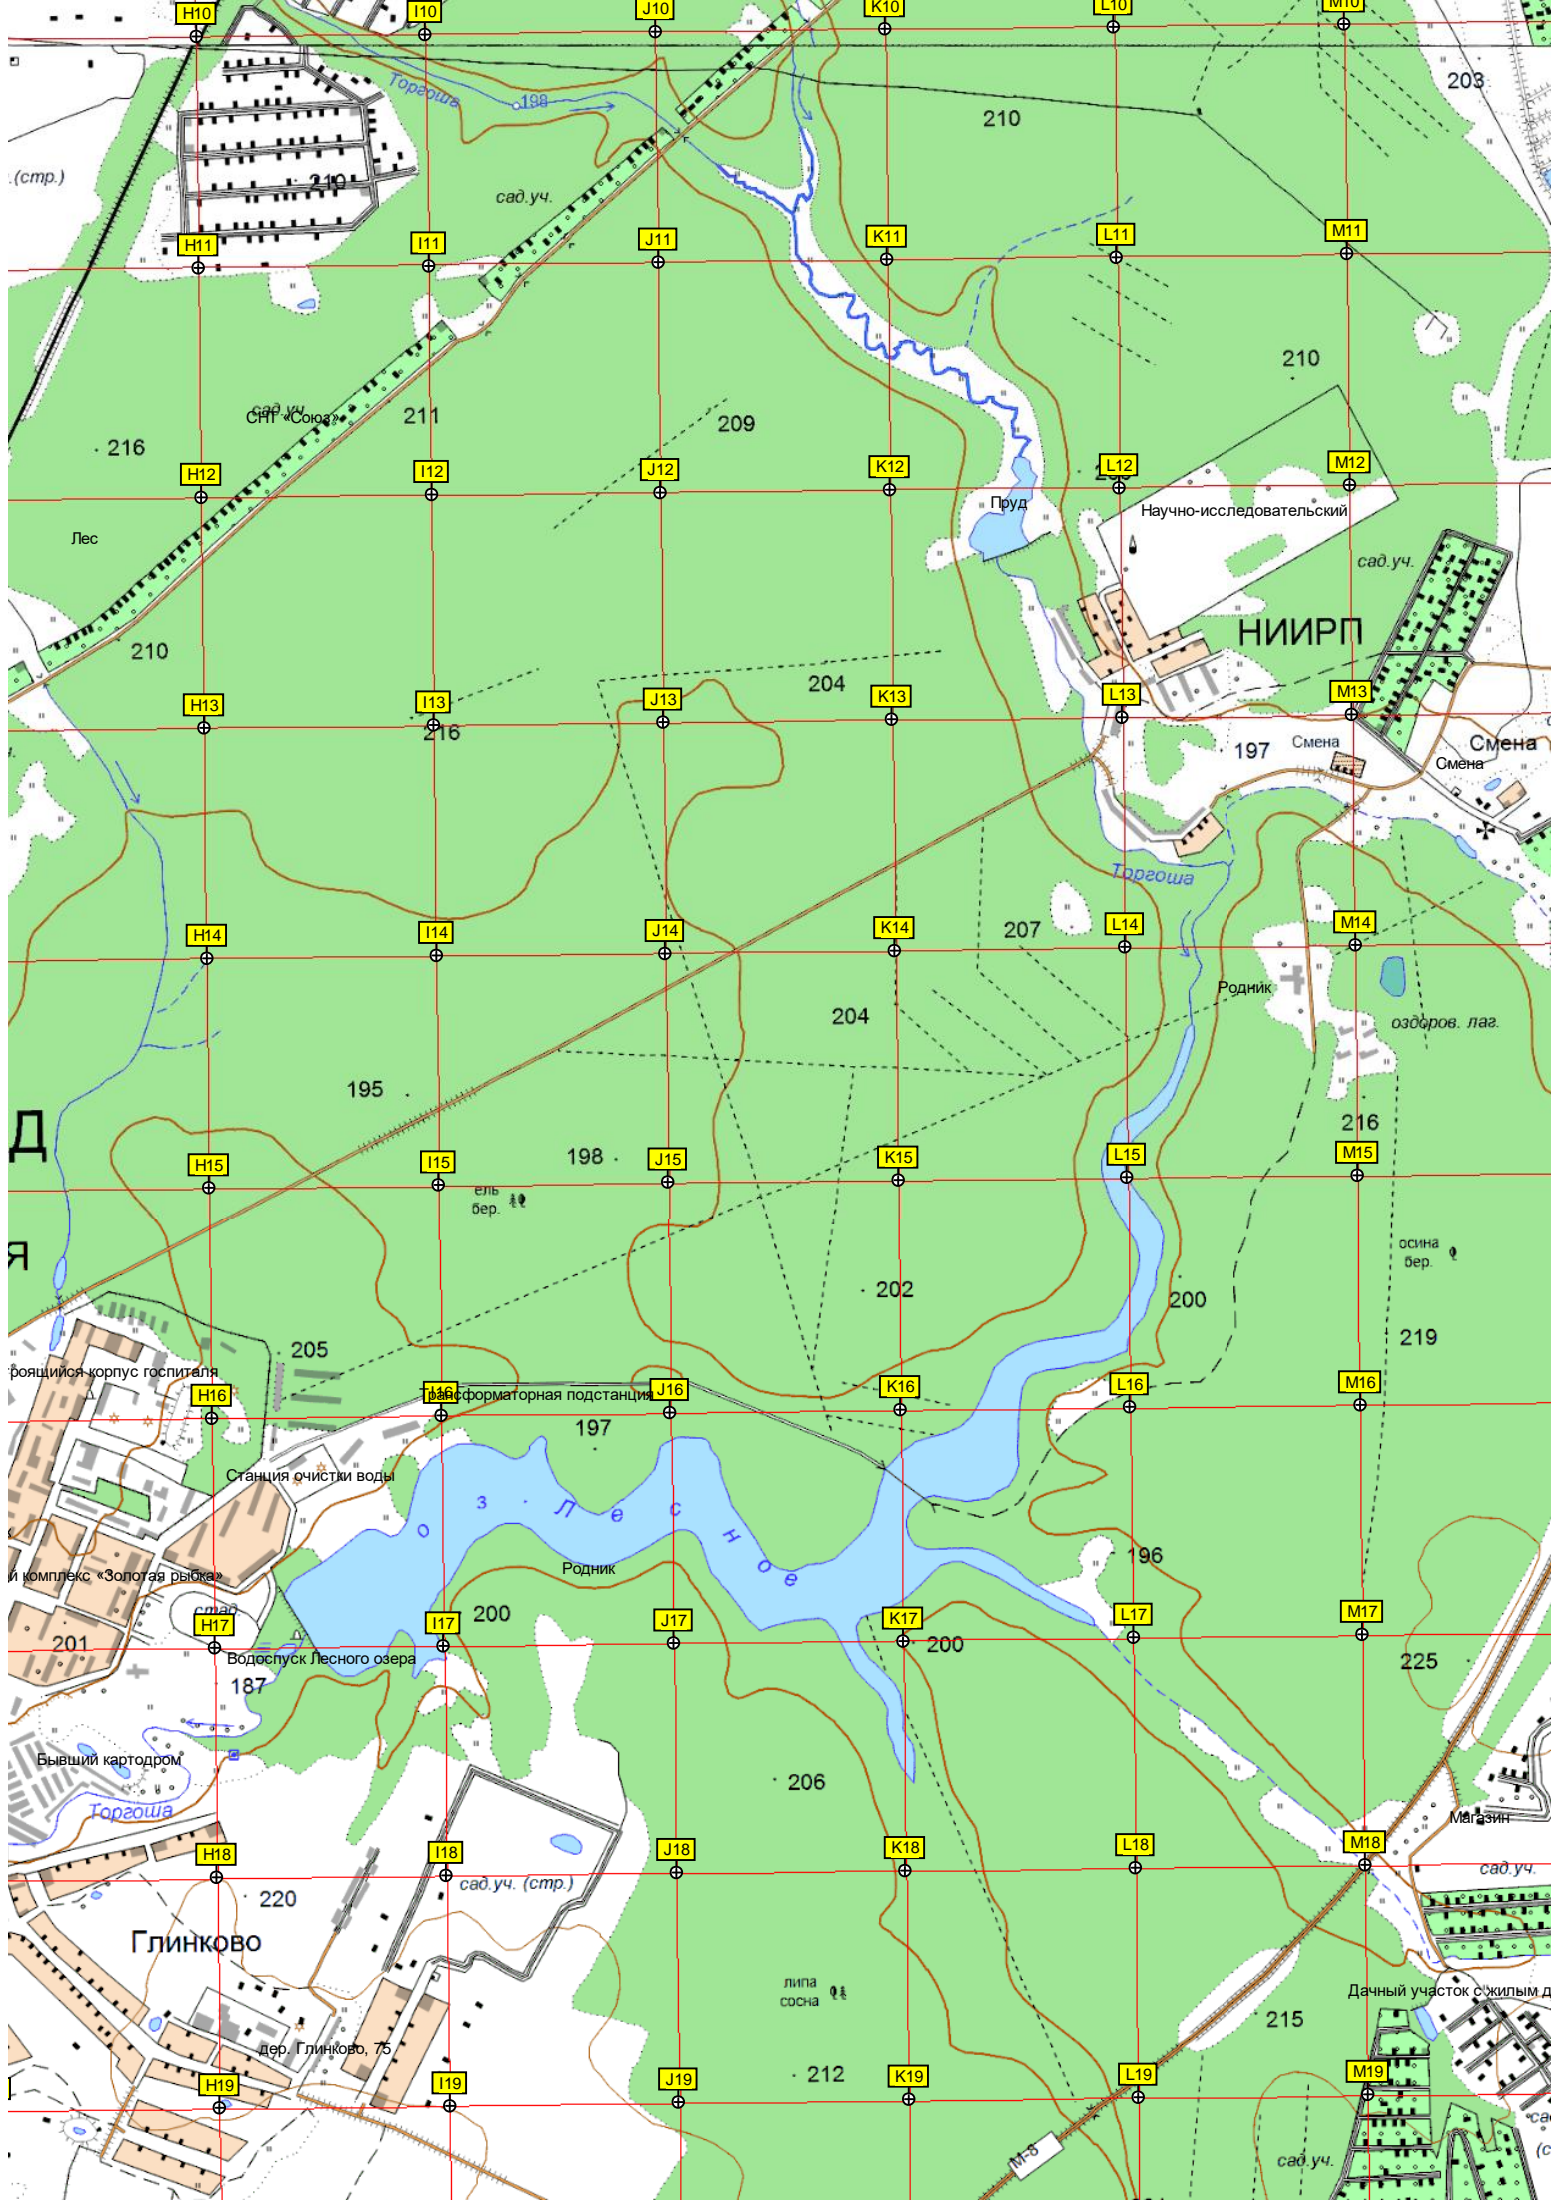 H10 I10 J10 K10 L10 M10
Торгоша
198
203
210
.(стр.)
210
сад.уч.
H11 I11 J11 K11 L11 M11
210
сад.уч.
СНТ «Союз»
211
209
216
H12 I12 J12 K12 L12 M12
Пруд
Научно-исследовательский
Лес
сад.уч.
НИИРП
210
204
H13 I13 J13 K13 L13 M13
216
197
Смена
Смена
Смена
Торгоша
H14 I14 J14 K14 L14 M14
207
Родник
204
оздоров. лаг.
195
216
Д
198
H15 I15 J15 K15 L15 M15
ель
бер.
осина
бер.
Я
202
200
219
205
роящийся корпус госпиталя
H16 I16 J16 K16 L16 M16
Трансформаторная подстанция
197
Станция очистки воды
о з. Лесное
196
Родник
й комплекс «Золотая рыбка»
стад.
200
H17 I17 J17 K17 L17 M17
201
200
Водоспуск Лесного озера
225
187
Бывший картодром
206
Торгоша
Магазин
H18 I18 J18 K18 L18 M18
сад.уч. (стр.)
сад.уч.
220
Глинково
липа
сосна
Дачный участок с жилым д
215
дер. Глинково, 75
212
H19 I19 J19 K19 L19 M19
М-8
сад.уч.